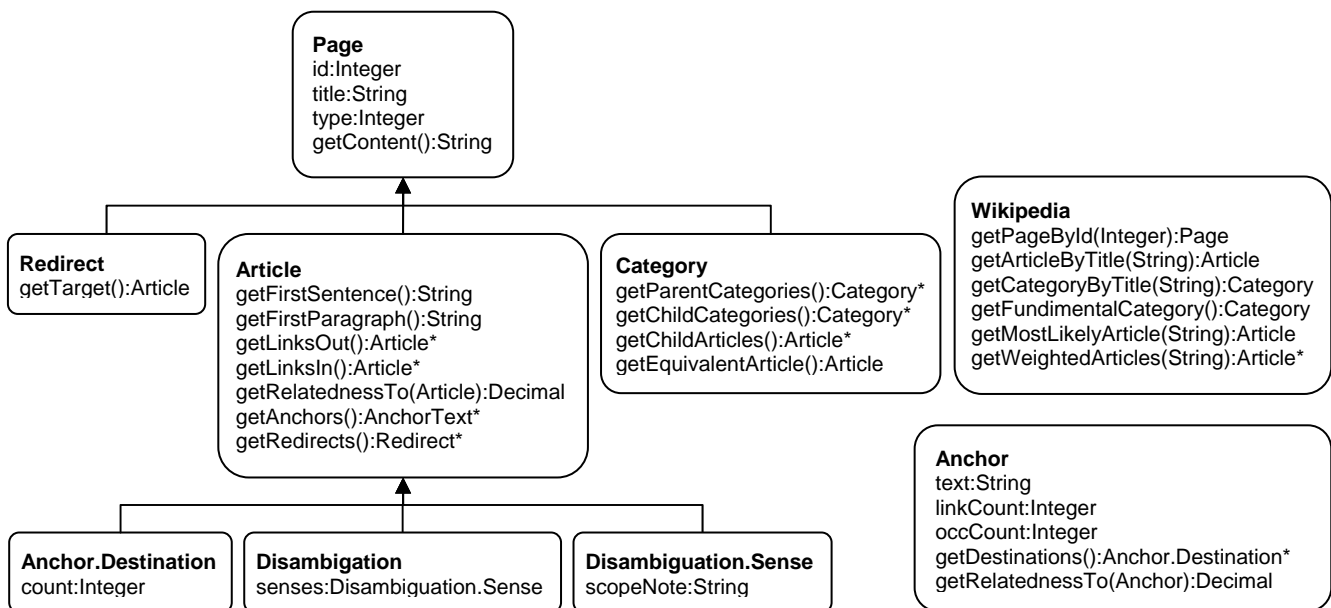 Page
id:Integer
title:String
type:Integer
getContent():String
Redirect
getTarget():Article
Article
getFirstSentence():String
getFirstParagraph():String
getLinksOut():Article*
getLinksIn():Article*
getRelatednessTo(Article):Decimal
getAnchors():AnchorText*
getRedirects():Redirect*
Category
getParentCategories():Category*
getChildCategories():Category*
getChildArticles():Article*
getEquivalentArticle():Article
Wikipedia
getPageById(Integer):Page
getArticleByTitle(String):Article
getCategoryByTitle(String):Category
getFundimentalCategory():Category
getMostLikelyArticle(String):Article
getWeightedArticles(String):Article*
Anchor.Destination
count:Integer
Disambigation
senses:Disambiguation.Sense
Disambiguation.Sense
scopeNote:String
Anchor
text:String
linkCount:Integer
occCount:Integer
getDestinations():Anchor.Destination*
getRelatednessTo(Anchor):Decimal